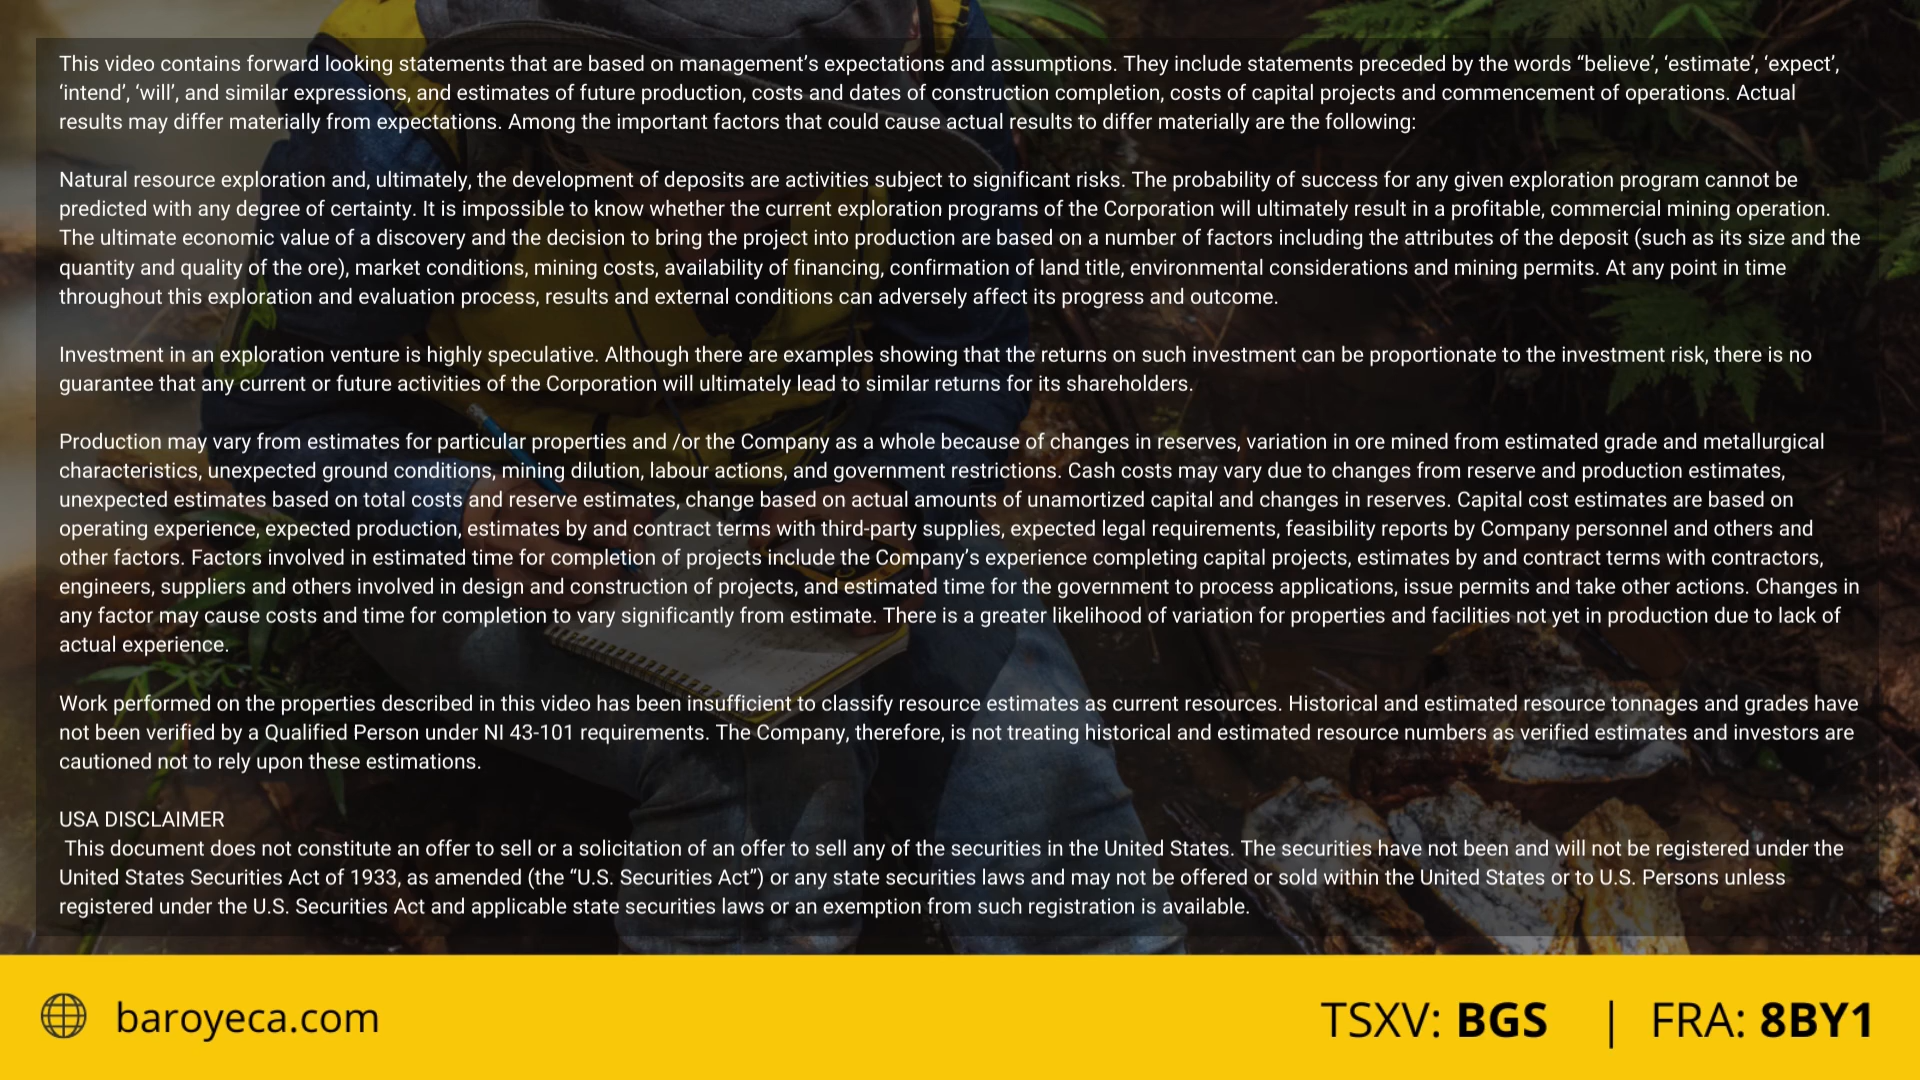 This video contains forward looking statements that are based on management’s expectations and assumptions. They include statements preceded by the words “believe’, ‘estimate’, ‘expect’,
‘intend’, ‘will’, and similar expressions, and estimates of future production, costs and dates of construction completion, costs of capital projects and commencement of operations. Actual
results may differ materially from expectations. Among the important factors that could cause actual results to differ materially are the following:
Natural resource exploration and, ultimately, the development of deposits are activities subject to significant risks. The probability of success for any given exploration program cannot be
predicted with any degree of certainty. It is impossible to know whether the current exploration programs of the Corporation will ultimately result in a profitable, commercial mining operation.
The ultimate economic value of a discovery and the decision to bring the project into production are based on a number of factors including the attributes of the deposit (such as its size and the
quantity and quality of the ore), market conditions, mining costs, availability of financing, confirmation of land title, environmental considerations and mining permits. At any point in time
throughout this exploration and evaluation process, results and external conditions can adversely affect its progress and outcome.
Investment in an exploration venture is highly speculative. Although there are examples showing that the returns on such investment can be proportionate to the investment risk, there is no
guarantee that any current or future activities of the Corporation will ultimately lead to similar returns for its shareholders.
Production may vary from estimates for particular properties and /or the Company as a whole because of changes in reserves, variation in ore mined from estimated grade and metallurgical
characteristics, unexpected ground conditions, mining dilution, labour actions, and government restrictions. Cash costs may vary due to changes from reserve and production estimates,
unexpected estimates based on total costs and reserve estimates, change based on actual amounts of unamortized capital and changes in reserves. Capital cost estimates are based on
operating experience, expected production, estimates by and contract terms with third-party supplies, expected legal requirements, feasibility reports by Company personnel and others and
other factors. Factors involved in estimated time for completion of projects include the Company’s experience completing capital projects, estimates by and contract terms with contractors,
engineers, suppliers and others involved in design and construction of projects, and estimated time for the government to process applications, issue permits and take other actions. Changes in
any factor may cause costs and time for completion to vary significantly from estimate. There is a greater likelihood of variation for properties and facilities not yet in production due to lack of
actual experience.
Work performed on the properties described in this video has been insufficient to classify resource estimates as current resources. Historical and estimated resource tonnages and grades have
not been verified by a Qualified Person under NI 43-101 requirements. The Company, therefore, is not treating historical and estimated resource numbers as verified estimates and investors are
cautioned not to rely upon these estimations.
USA DISCLAIMER
This document does not constitute an offer to sell or a solicitation of an offer to sell any of the securities in the United States. The securities have not been and will not be registered under the
United States Securities Act of 1933, as amended (the “U.S. Securities Act”) or any state securities laws and may not be offered or sold within the United States or to U.S. Persons unless
registered under the U.S. Securities Act and applicable state securities laws or an exemption from such registration is available.
baroyeca.com
TSXV: BGS | FRA: 8BY1